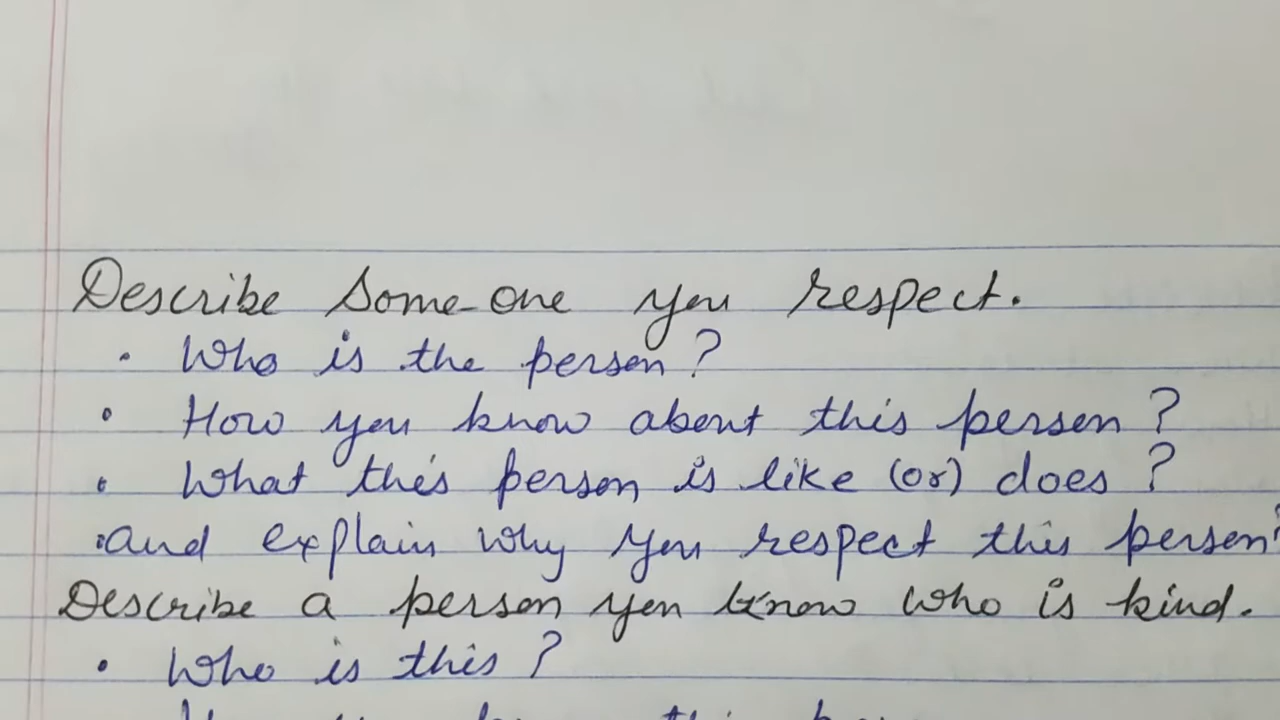 Describe Some-one you respect.
• Who is the person?
• How you know about this person?
• What this person is like (or) does?
• and explain why you respect this person?
Describe a person you know who is kind.
• Who is this?